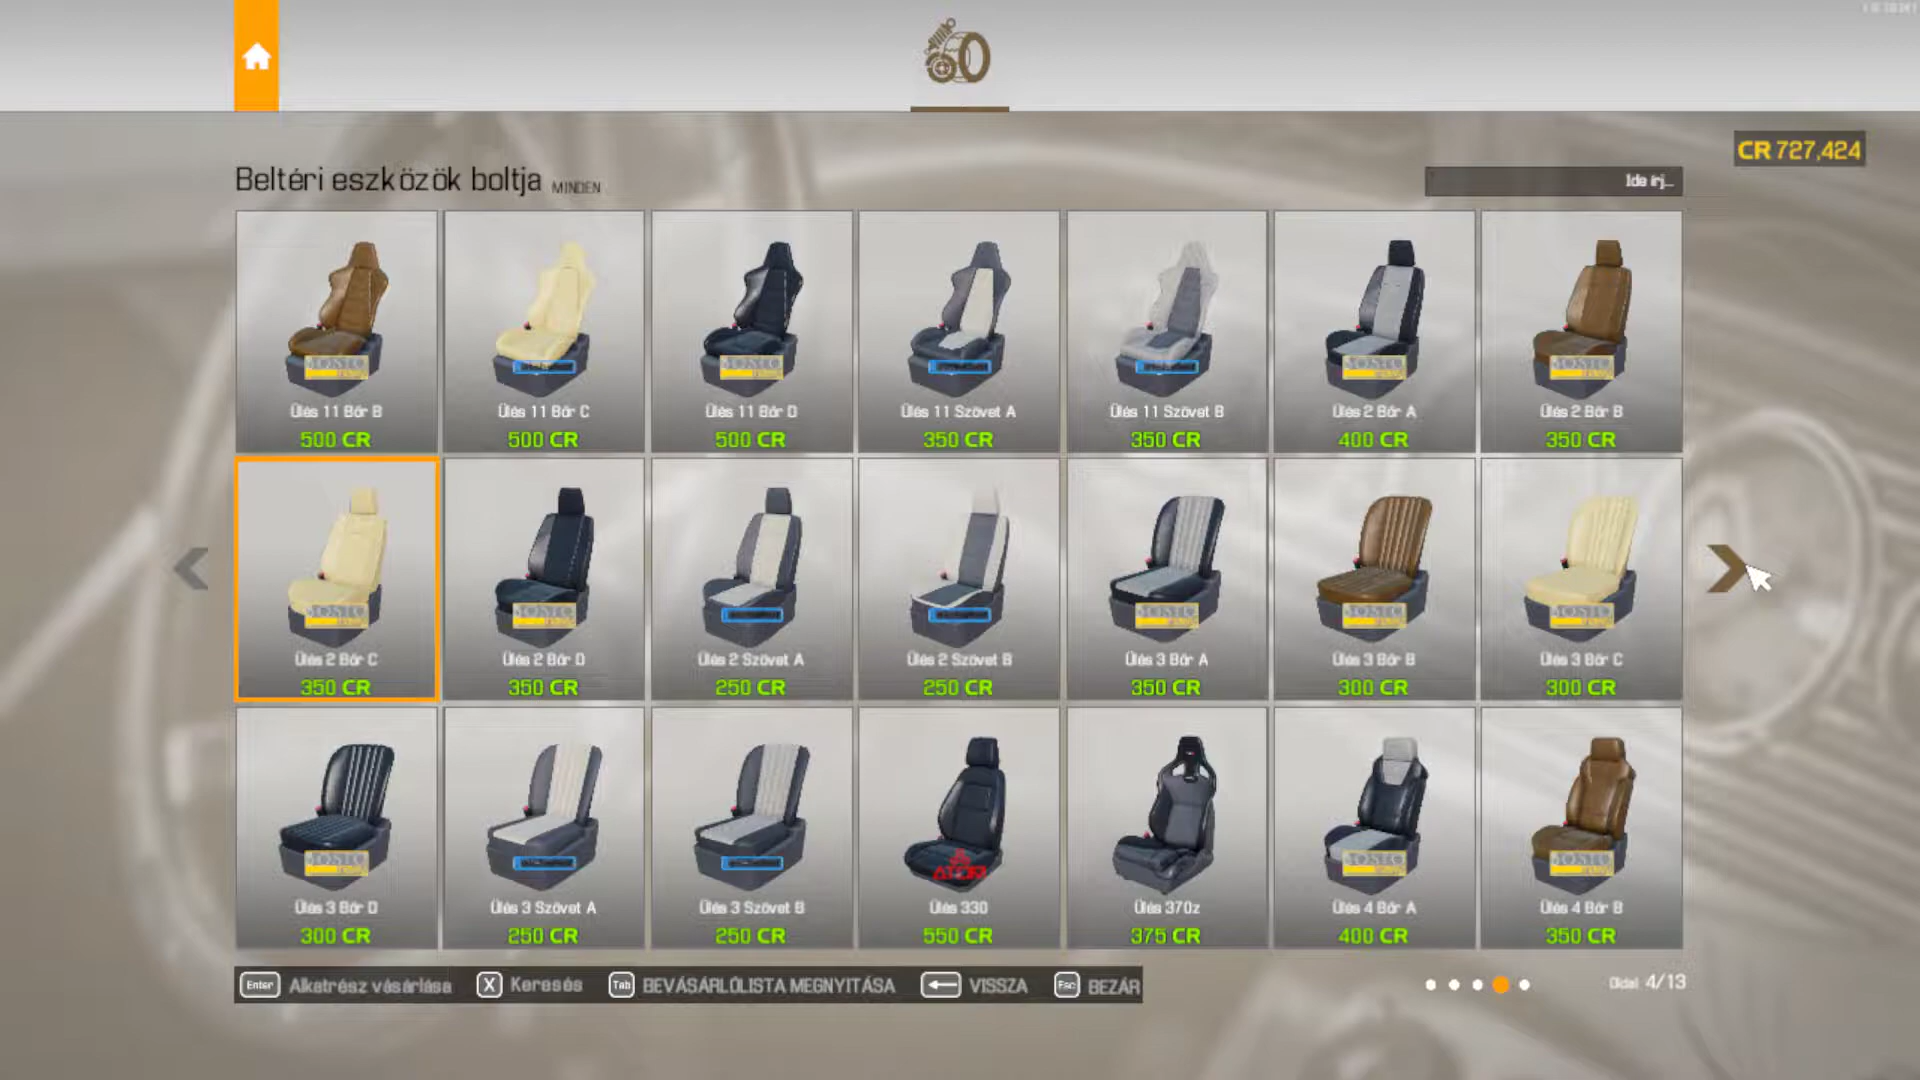 CR 727,424
Beltéri eszközök boltja MINDEN
Ide írj...
Ülés 11 Bőr B
500 CR
Ülés 11 Bőr C
500 CR
Ülés 11 Bőr D
500 CR
Ülés 11 Szövet A
350 CR
Ülés 11 Szövet B
350 CR
Ülés 2 Bőr A
400 CR
Ülés 2 Bőr B
350 CR
Ülés 2 Bőr C
350 CR
Ülés 2 Bőr D
350 CR
Ülés 2 Szövet A
250 CR
Ülés 2 Szövet B
250 CR
Ülés 3 Bőr A
350 CR
Ülés 3 Bőr B
300 CR
Ülés 3 Bőr C
300 CR
Ülés 3 Bőr D
300 CR
Ülés 3 Szövet A
250 CR
Ülés 3 Szövet B
250 CR
Ülés 330
550 CR
Ülés 370z
375 CR
Ülés 4 Bőr A
400 CR
Ülés 4 Bőr B
350 CR
Enter Alkatrész vásárlása X Keresés Tab BEVÁSÁRLÓLISTA MEGNYITÁSA VISSZA Esc BEZÁR
Oldal 4/13